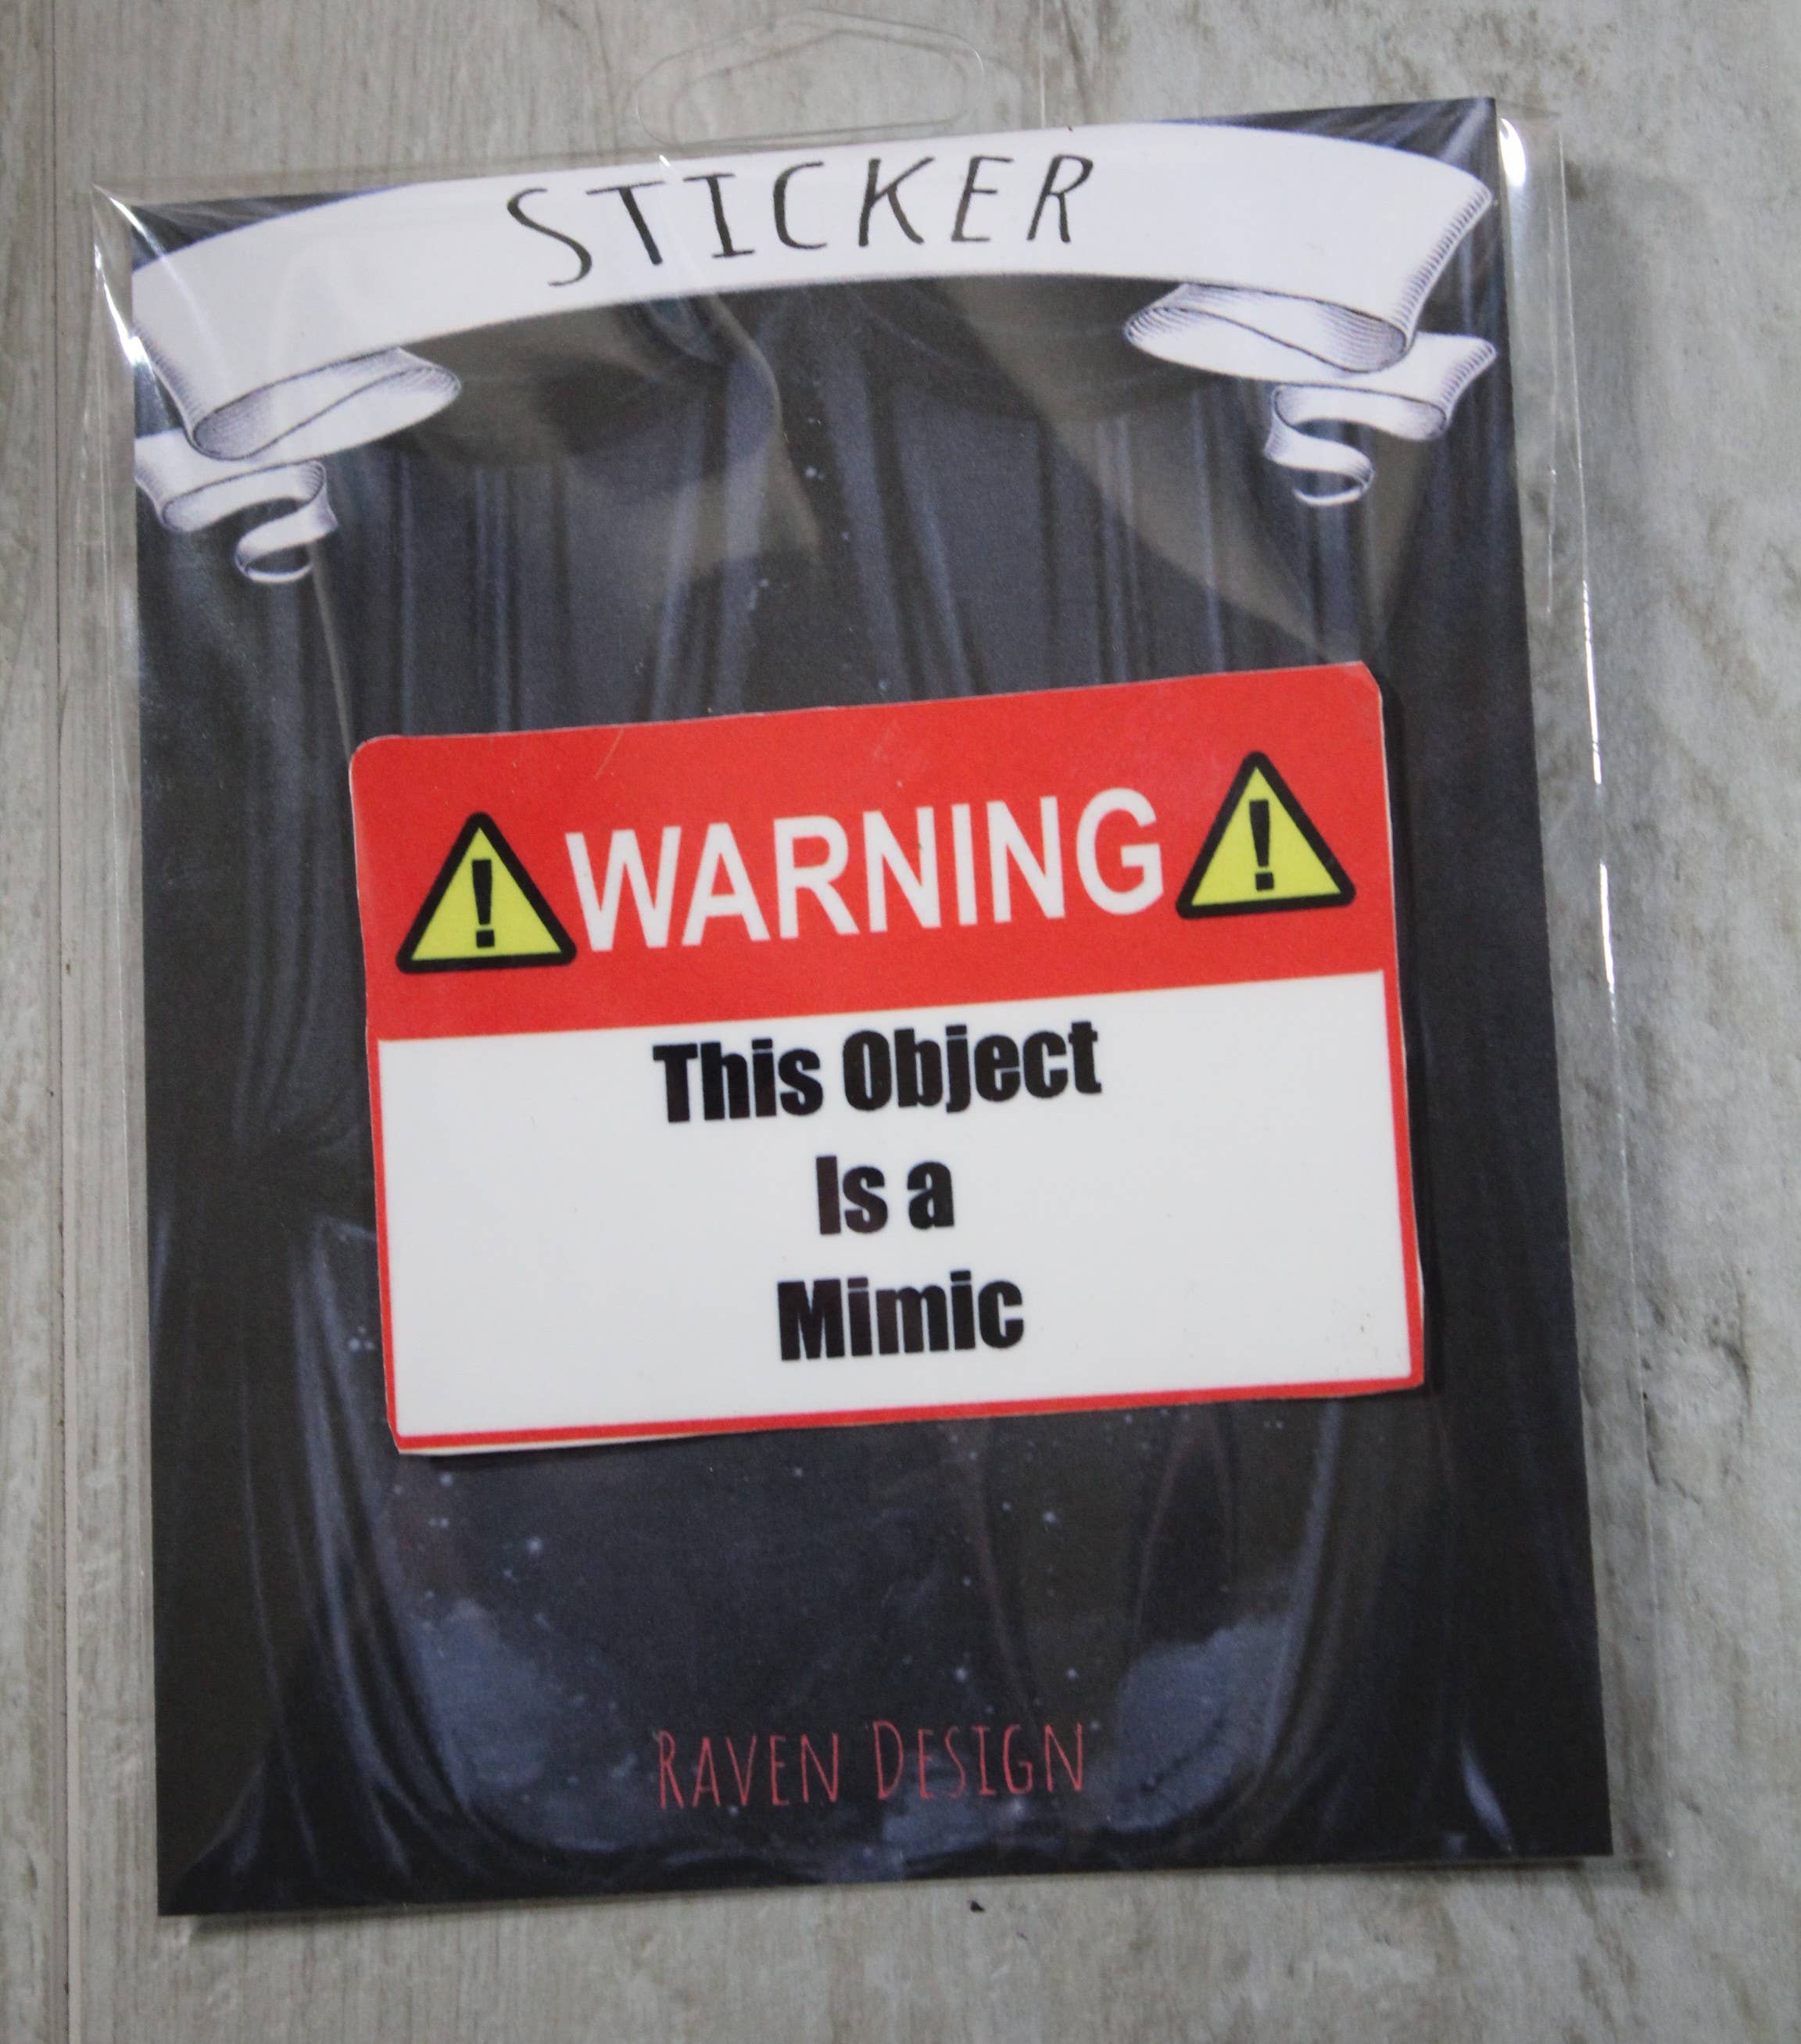 STICKER
WARNING
This Object
Is a
Mimic
RAVEN DESIGN